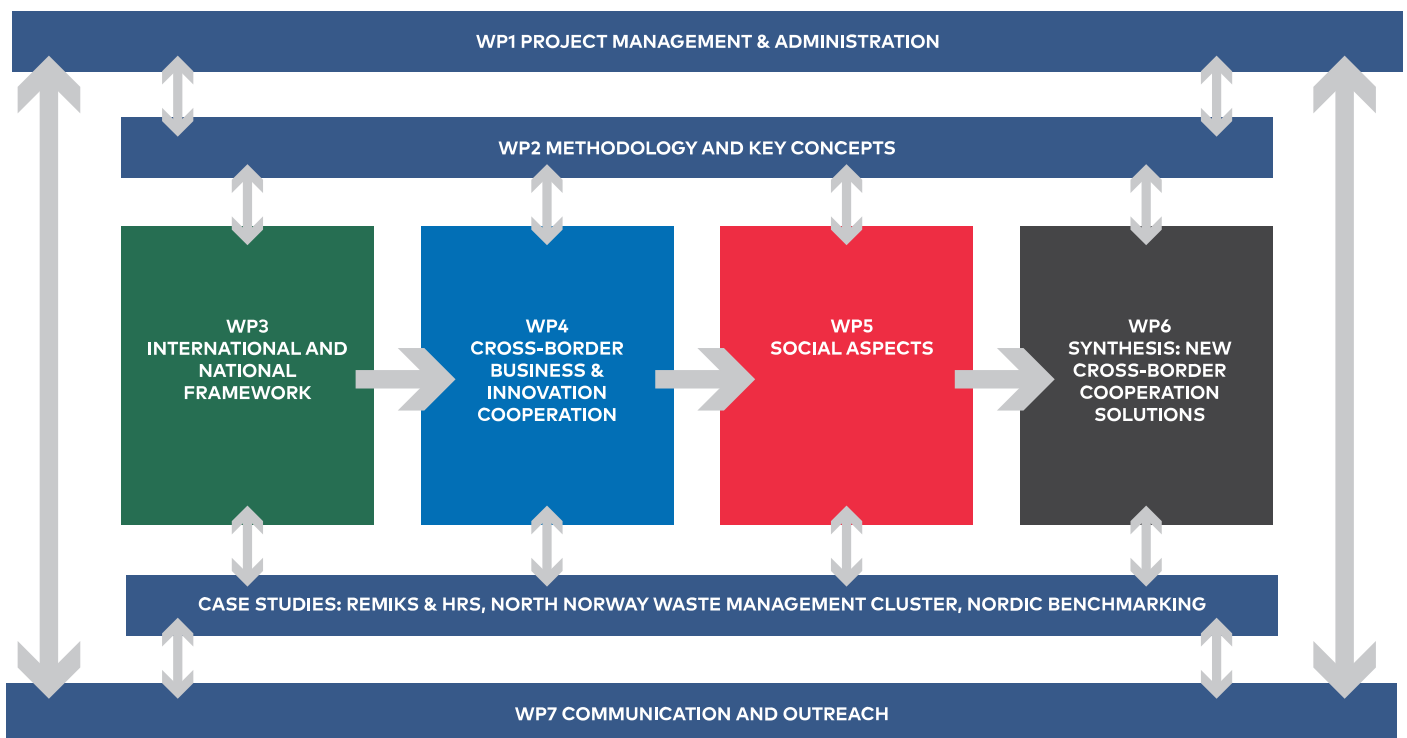 WP1 PROJECT MANAGEMENT & ADMINISTRATION
WP2 METHODOLOGY AND KEY CONCEPTS
WP3
INTERNATIONAL AND
NATIONAL
FRAMEWORK
WP4
CROSS-BORDER
BUSINESS &
INNOVATION
COOPERATION
WP5
SOCIAL ASPECTS
WP6
SYNTHESIS: NEW
CROSS-BORDER
COOPERATION
SOLUTIONS
CASE STUDIES: REMIKS & HRS, NORTH NORWAY WASTE MANAGEMENT CLUSTER, NORDIC BENCHMARKING
WP7 COMMUNICATION AND OUTREACH